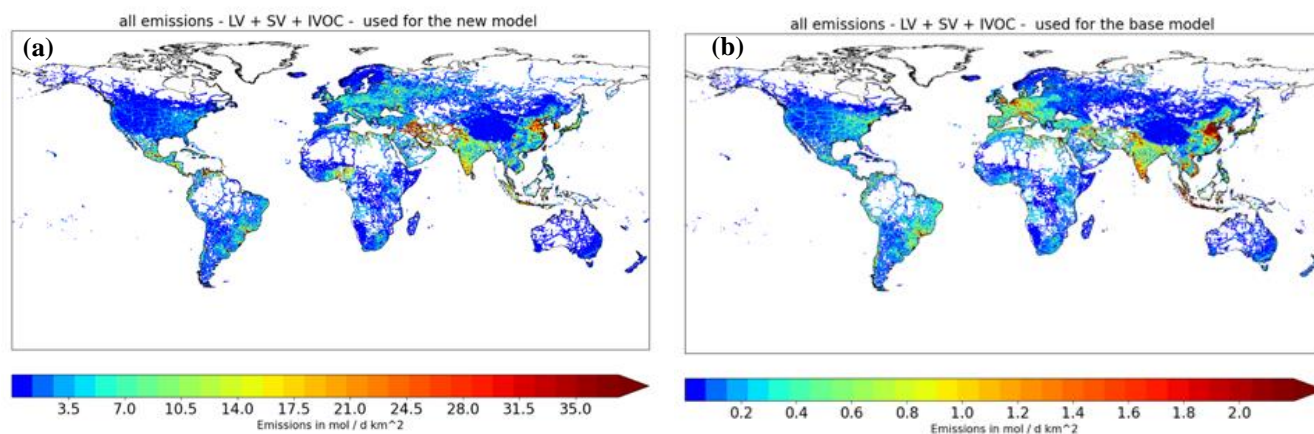 all emissions - LV + SV + IVOC - used for the new model
(a)
3.5 7.0 10.5 14.0 17.5 21.0 24.5 28.0 31.5 35.0
Emissions in mol / d km^2
all emissions - LV + SV + IVOC - used for the base model
(b)
0.2 0.4 0.6 0.8 1.0 1.2 1.4 1.6 1.8 2.0
Emissions in mol / d km^2